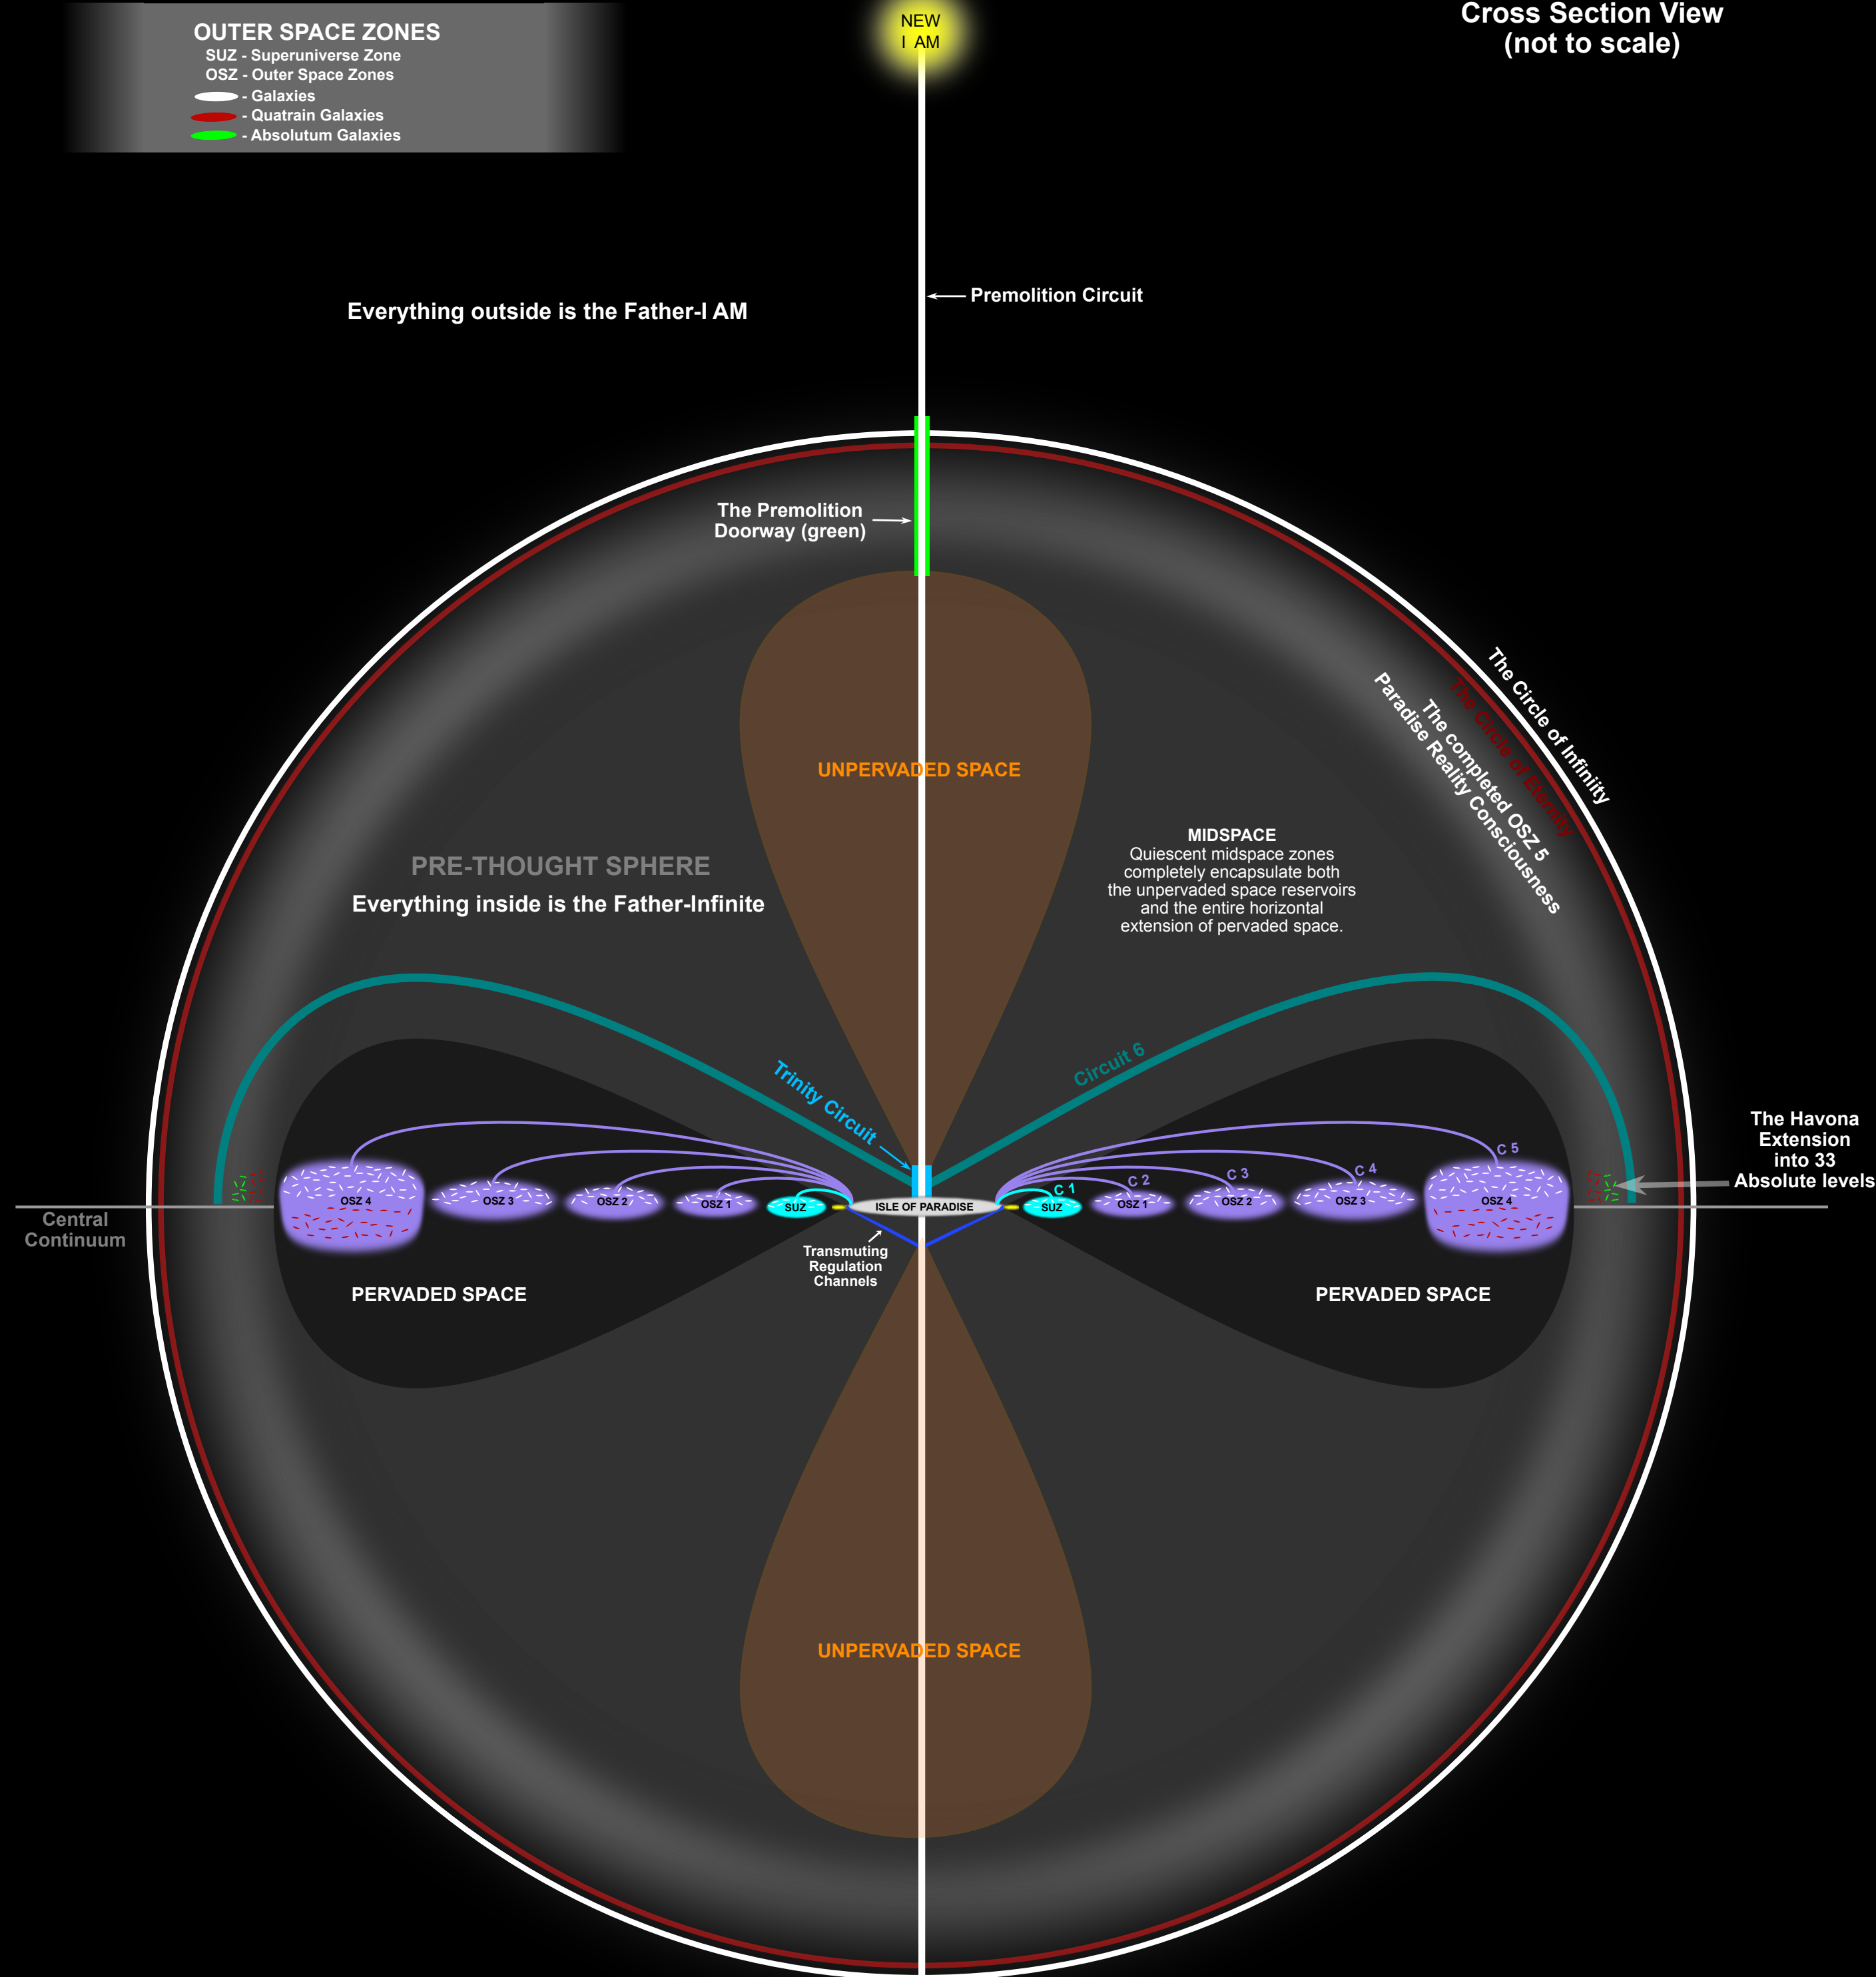 OUTER SPACE ZONES
SUZ - Superuniverse Zone
OSZ - Outer Space Zones
- Galaxies
- Quatrain Galaxies
- Absolutum Galaxies
NEW
I AM
Cross Section View
(not to scale)
Everything outside is the Father-I AM
Premolition Circuit
The Premolition
Doorway (green)
The Circle of Infiniity
The Circle of Eternity
The completed OSZ 5
Paradise Reality Consciousness
UNPERVADED SPACE
PRE-THOUGHT SPHERE
Everything inside is the Father-Infinite
MIDSPACE
Quiescent midspace zones
completely encapsulate both
the unpervaded space reservoirs
and the entire horizontal
extension of pervaded space.
Trinity Circuit
Circuit 6
The Havona
Extension
into 33
Absolute levels
C 1
C 2
C 3
C 4
C 5
OSZ 4
OSZ 3
OSZ 2
OSZ 1
SUZ
ISLE OF PARADISE
SUZ
OSZ 1
OSZ 2
OSZ 3
OSZ 4
Central
Continuum
Transmuting
Regulation
Channels
PERVADED SPACE
PERVADED SPACE
UNPERVADED SPACE